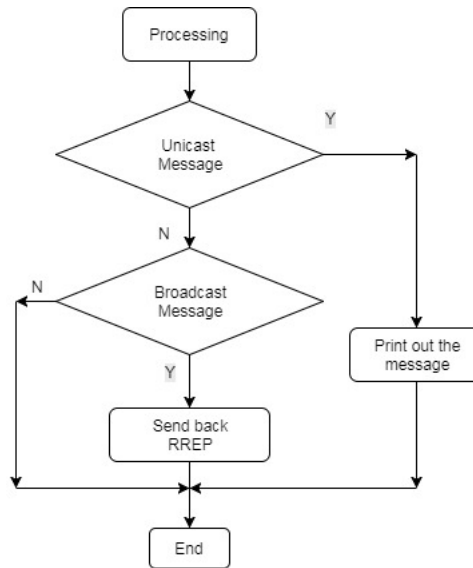 Processing
Y
Unicast
Message
N
N
Broadcast
Message
Print out the
message
Y
Send back
RREP
End